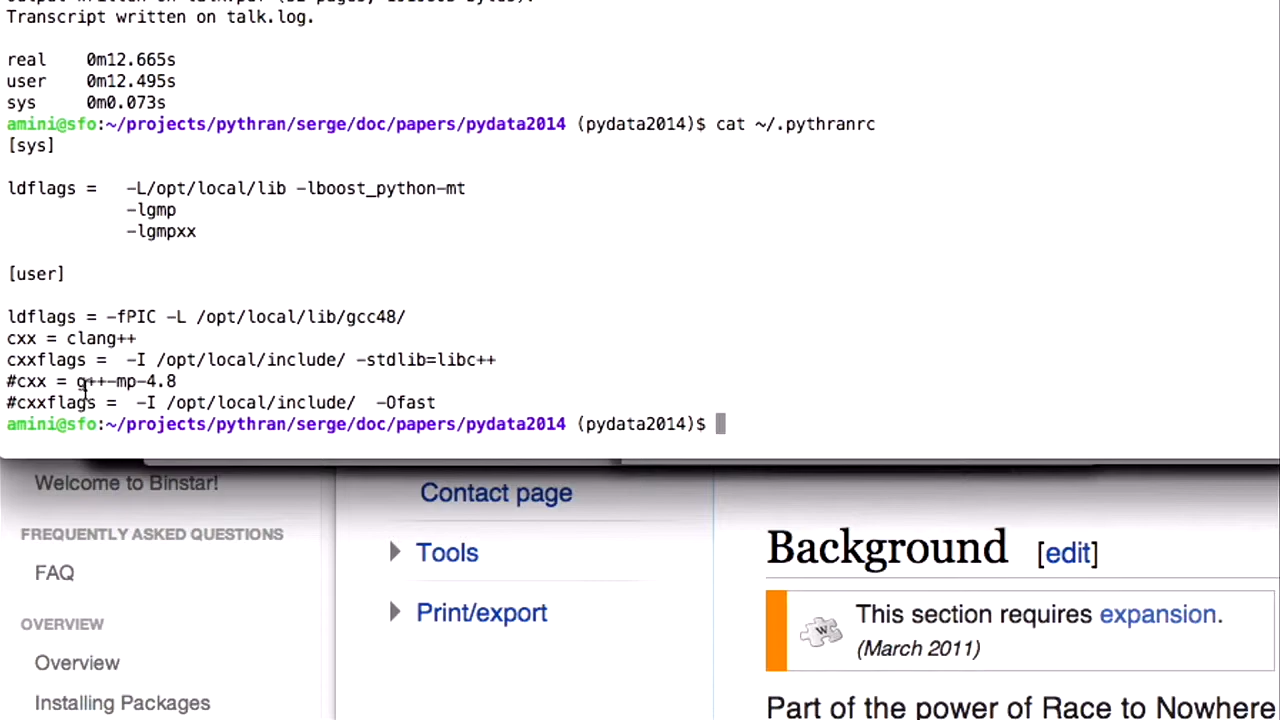 Transcript written on talk.log.
real 0m12.665s
user 0m12.495s
sys 0m0.073s
amini@sfo:~/projects/pythran/serge/doc/papers/pydata2014 (pydata2014)$ cat ~/.pythranrc
[sys]
ldflags = -L/opt/local/lib -lboost_python-mt
-lgmp
-lgmpxx
[user]
ldflags = -fPIC -L /opt/local/lib/gcc48/
cxx = clang++
cxxflags = -I /opt/local/include/ -stdlib=libc++
#cxx = g++-mp-4.8
#cxxflags = -I /opt/local/include/ -Ofast
amini@sfo:~/projects/pythran/serge/doc/papers/pydata2014 (pydata2014)$
Welcome to Binstar!
FREQUENTLY ASKED QUESTIONS
FAQ
OVERVIEW
Overview
Installing Packages
Contact page
Tools
Print/export
Background [edit]
This section requires expansion.
(March 2011)
Part of the power of Race to Nowhere